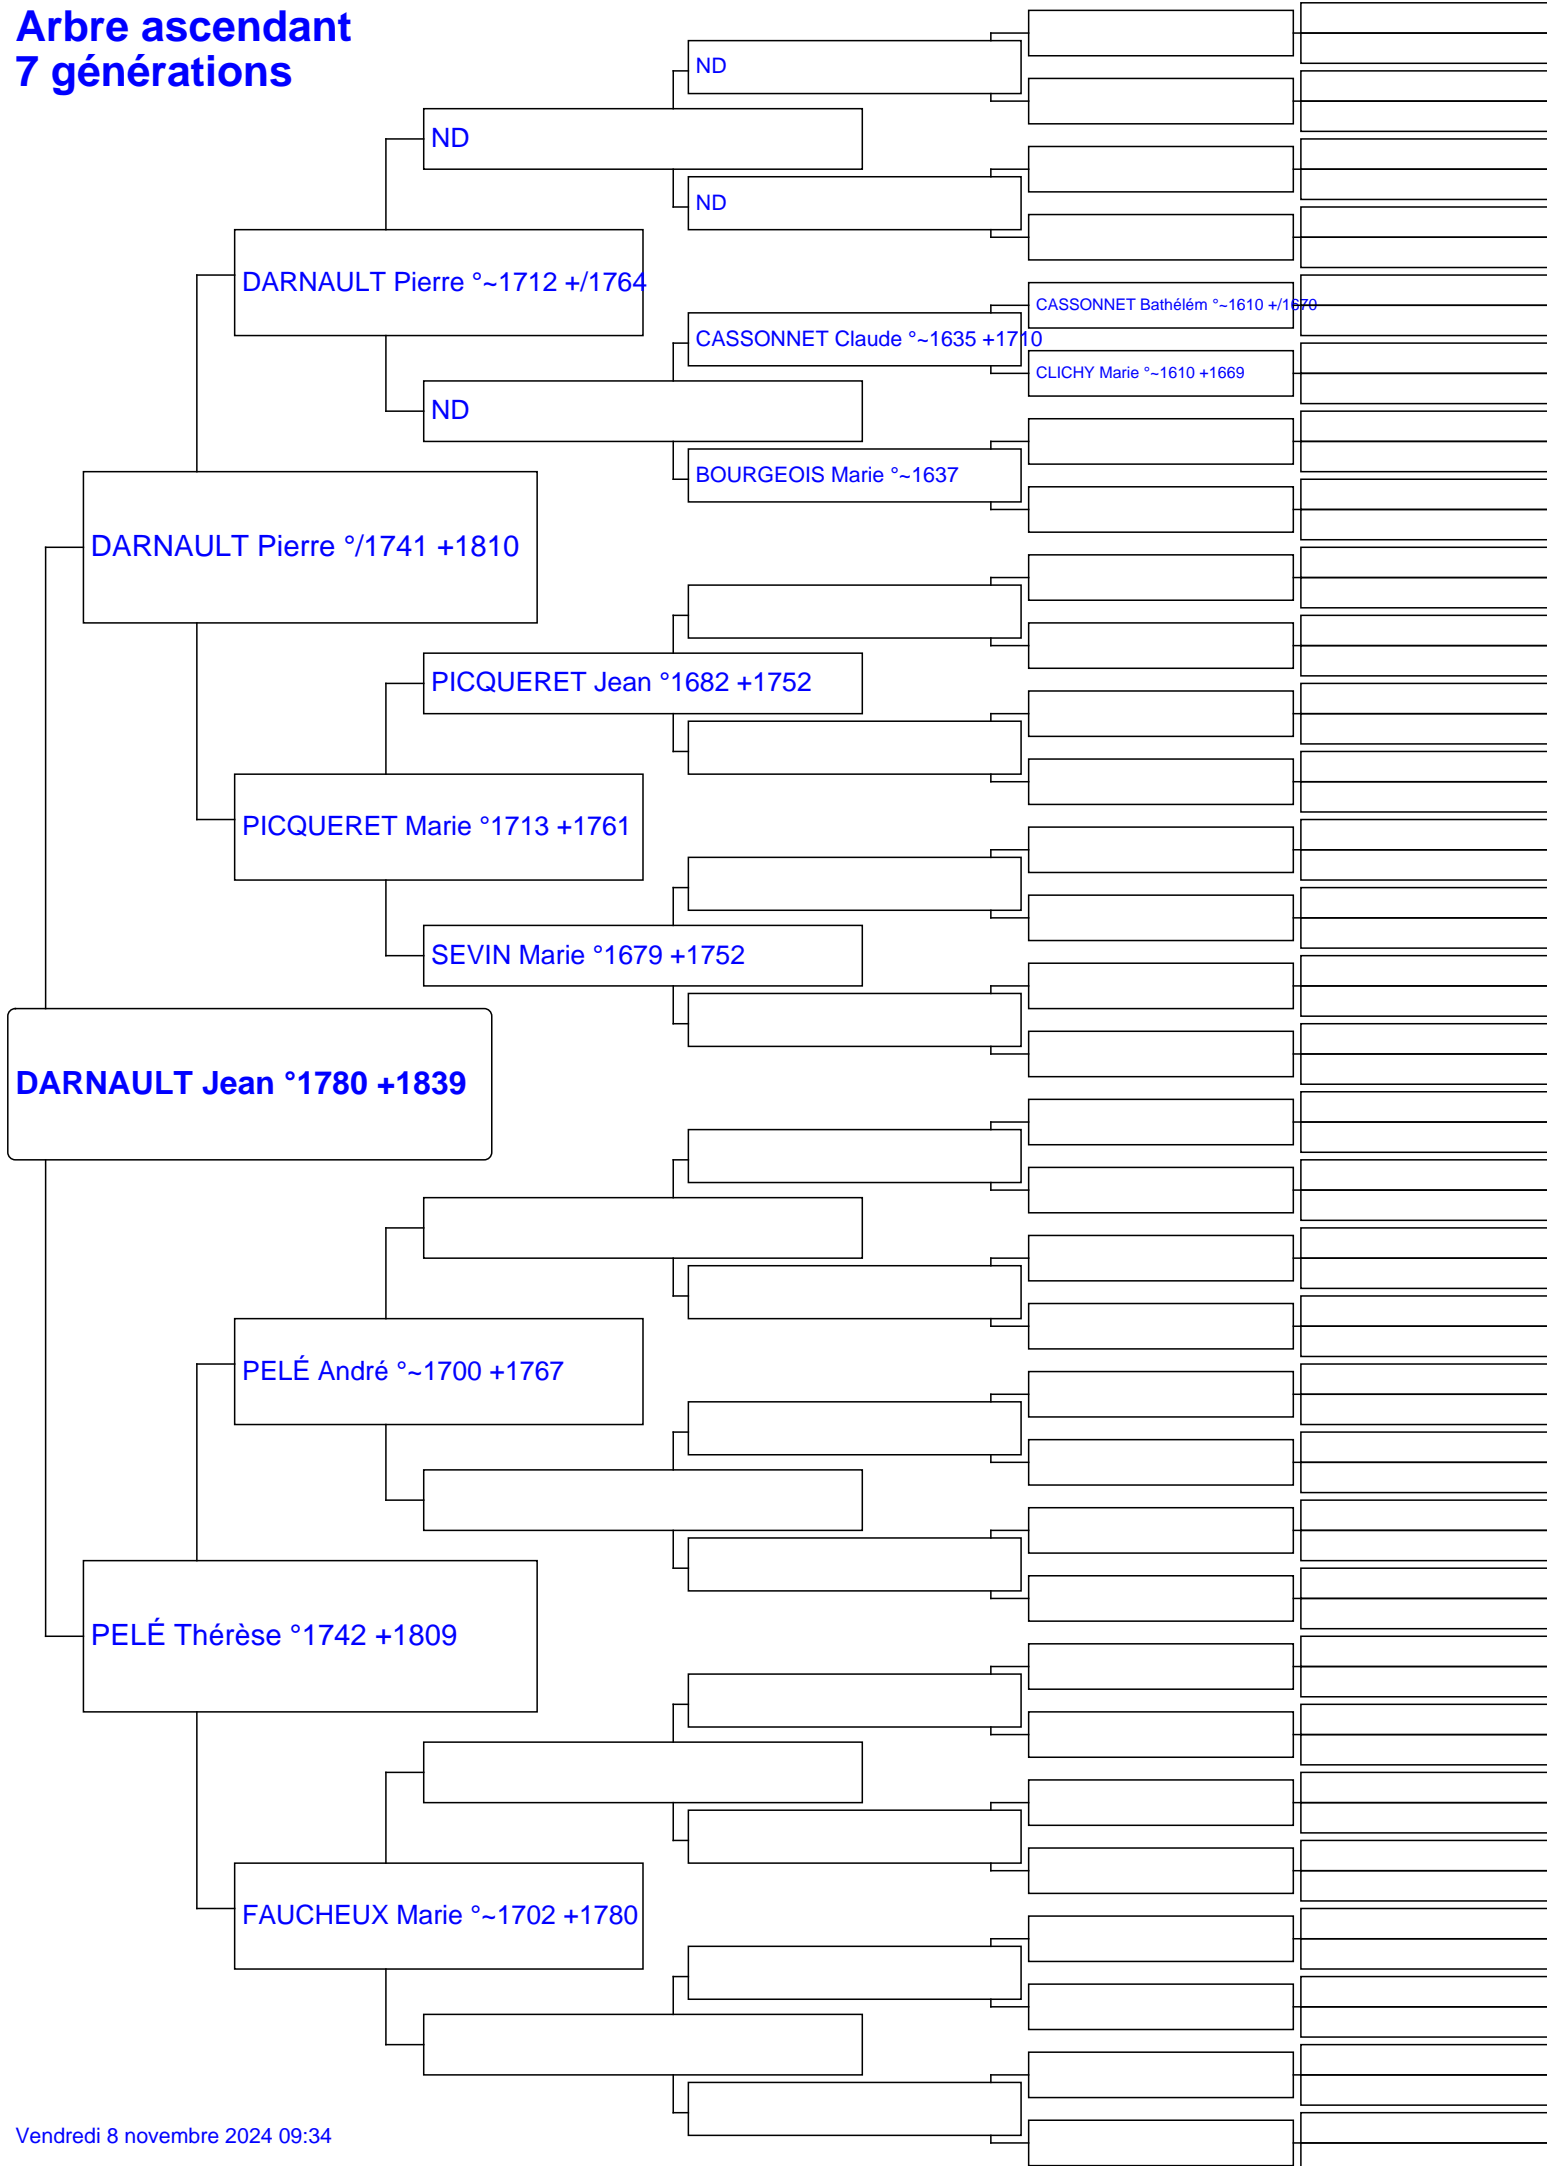 Arbre ascendant
7 générations
ND
ND
ND
DARNAULT Pierre °~1712 +/1764
CASSONNET Bathélém °~1610 +/1670
CASSONNET Claude °~1635 +1710
CLICHY Marie °~1610 +1669
ND
BOURGEOIS Marie °~1637
DARNAULT Pierre °/1741 +1810
PICQUERET Jean °1682 +1752
PICQUERET Marie °1713 +1761
SEVIN Marie °1679 +1752
DARNAULT Jean °1780 +1839
PELÉ André °~1700 +1767
PELÉ Thérèse °1742 +1809
FAUCHEUX Marie °~1702 +1780
Vendredi 8 novembre 2024 09:34